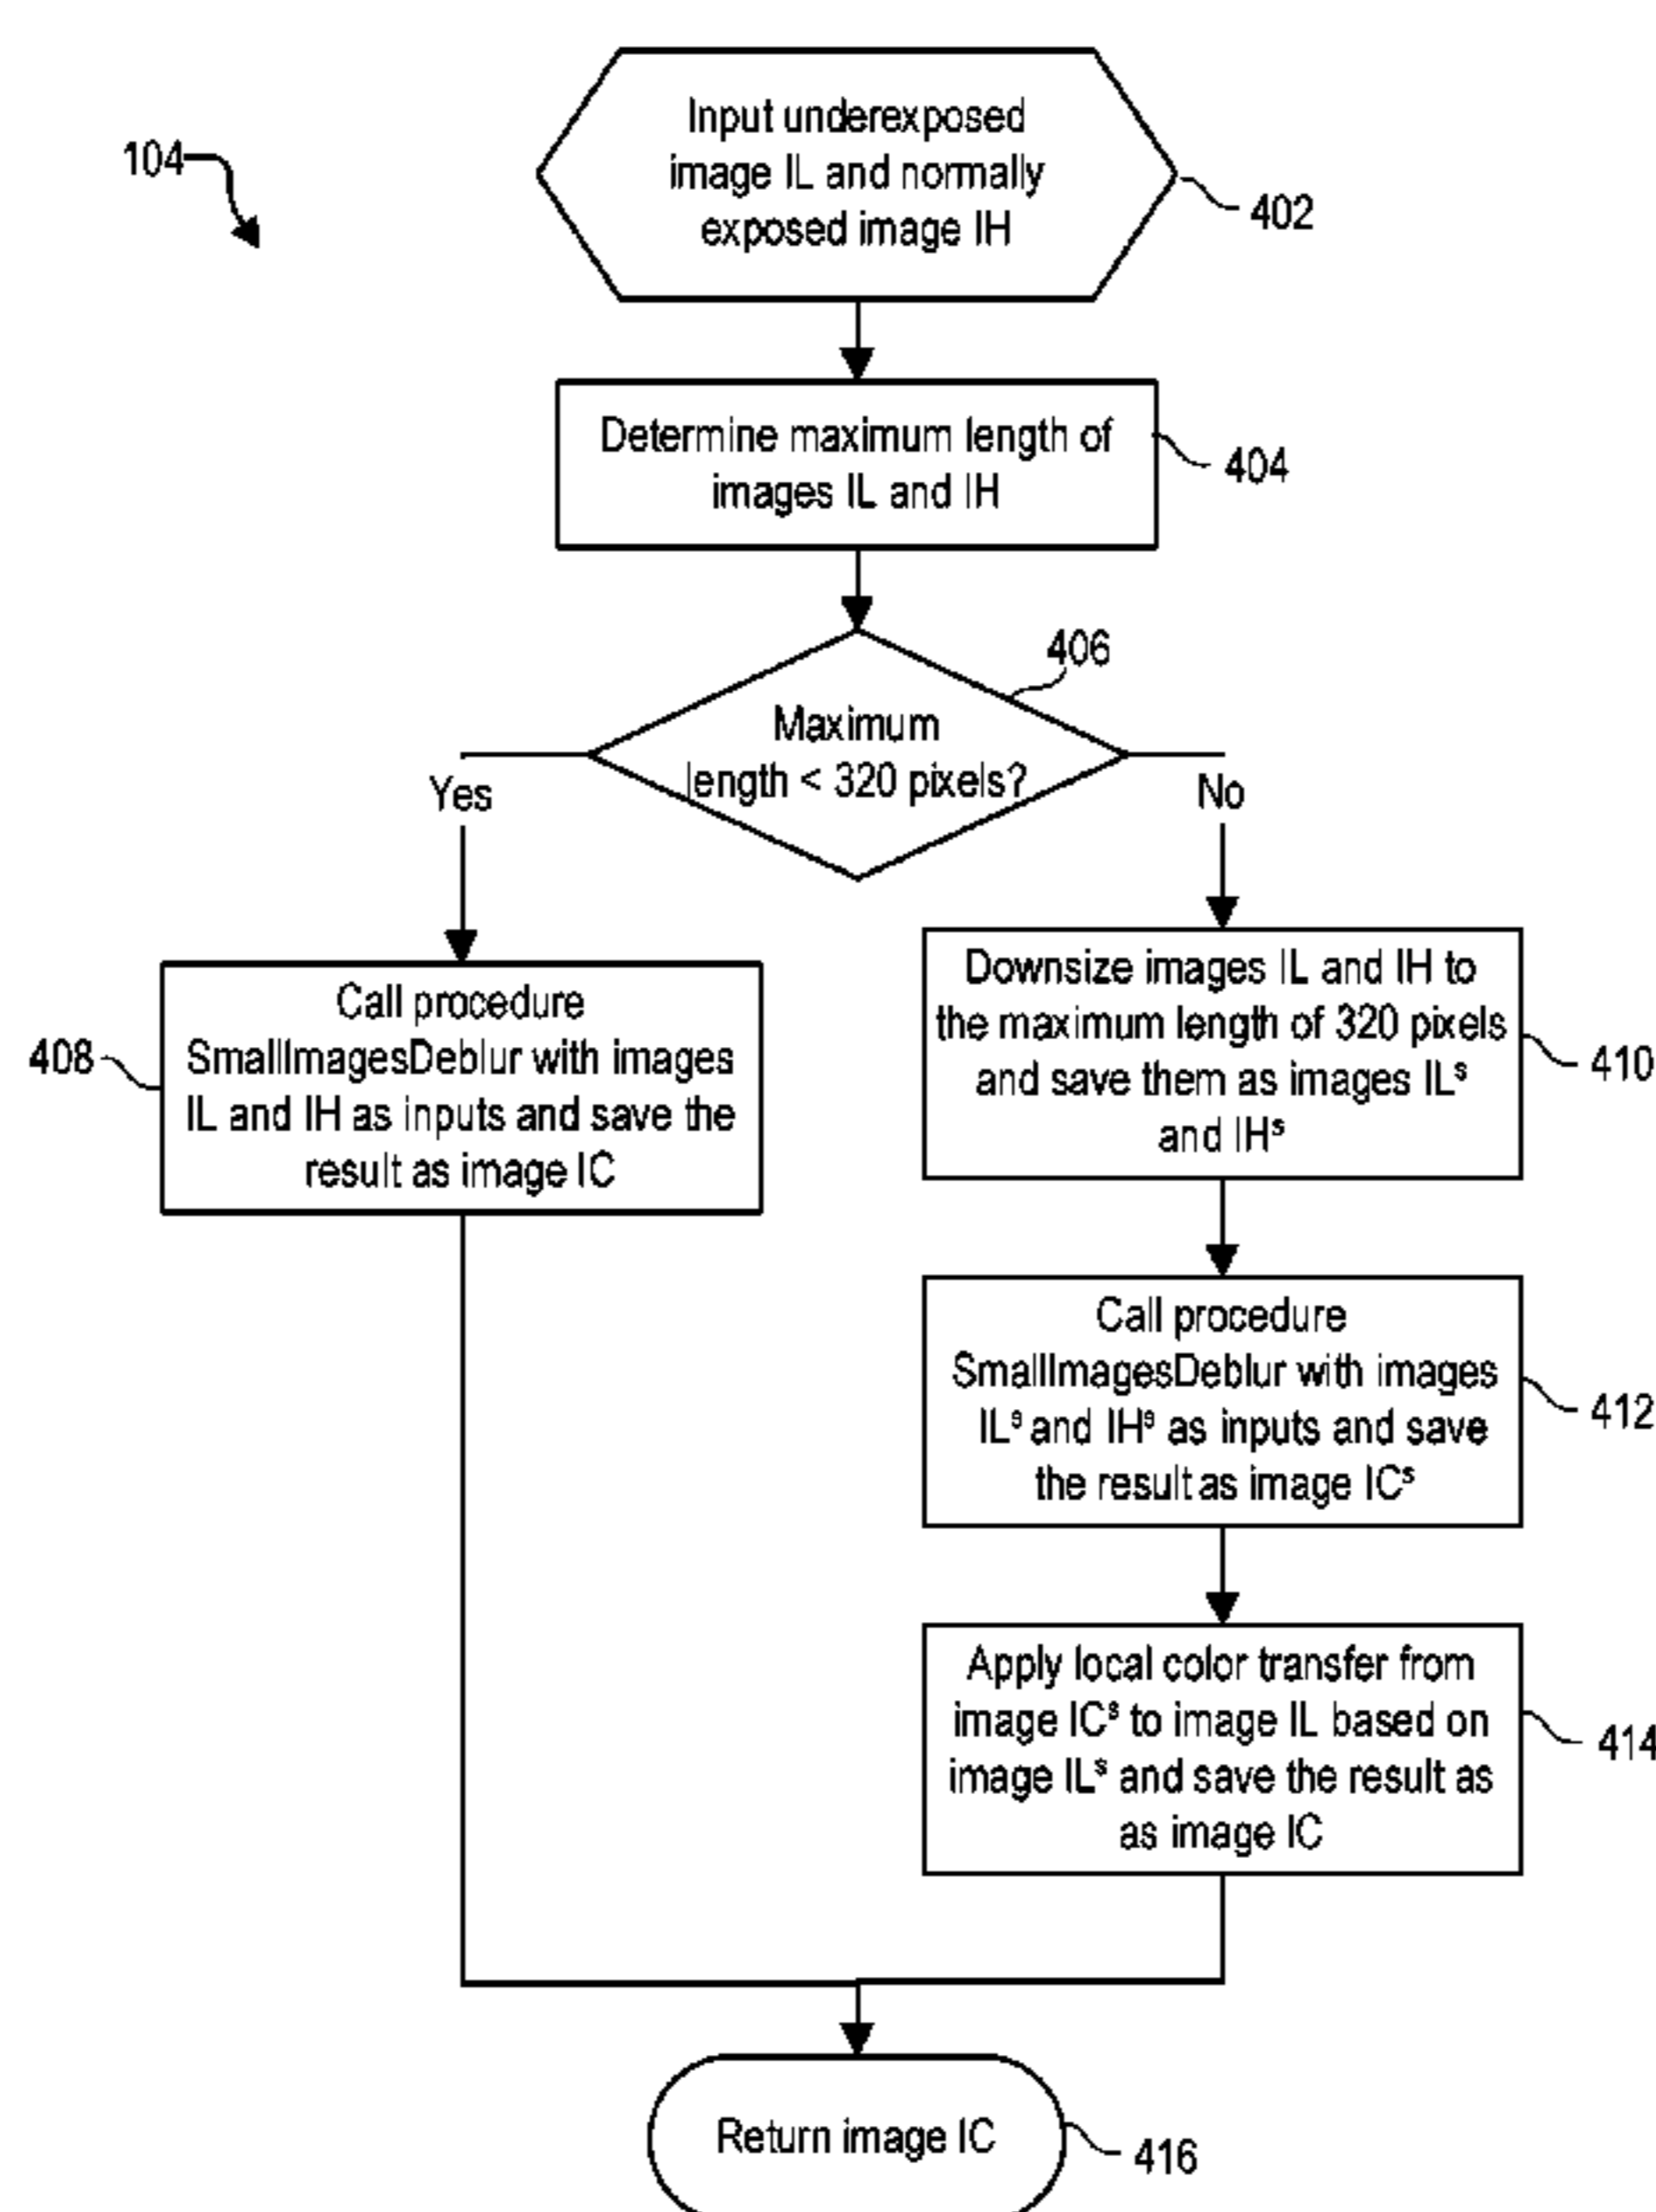 104
Input underexposed
image IL and normally
exposed image IH
402
Determine maximum length of
images IL and IH
404
406
Maximum
length < 320 pixels?
Yes
No
Call procedure
SmallImagesDeblur with images
IL and IH as inputs and save the
result as image IC
408
Downsize images IL and IH to
the maximum length of 320 pixels
and save them as images ILˢ
and IHˢ
410
Call procedure
SmallImagesDeblur with images
ILˢ and IHˢ as inputs and save
the result as image ICˢ
412
Apply local color transfer from
image ICˢ to image IL based on
image ILˢ and save the result as
as image IC
414
Return image IC
416